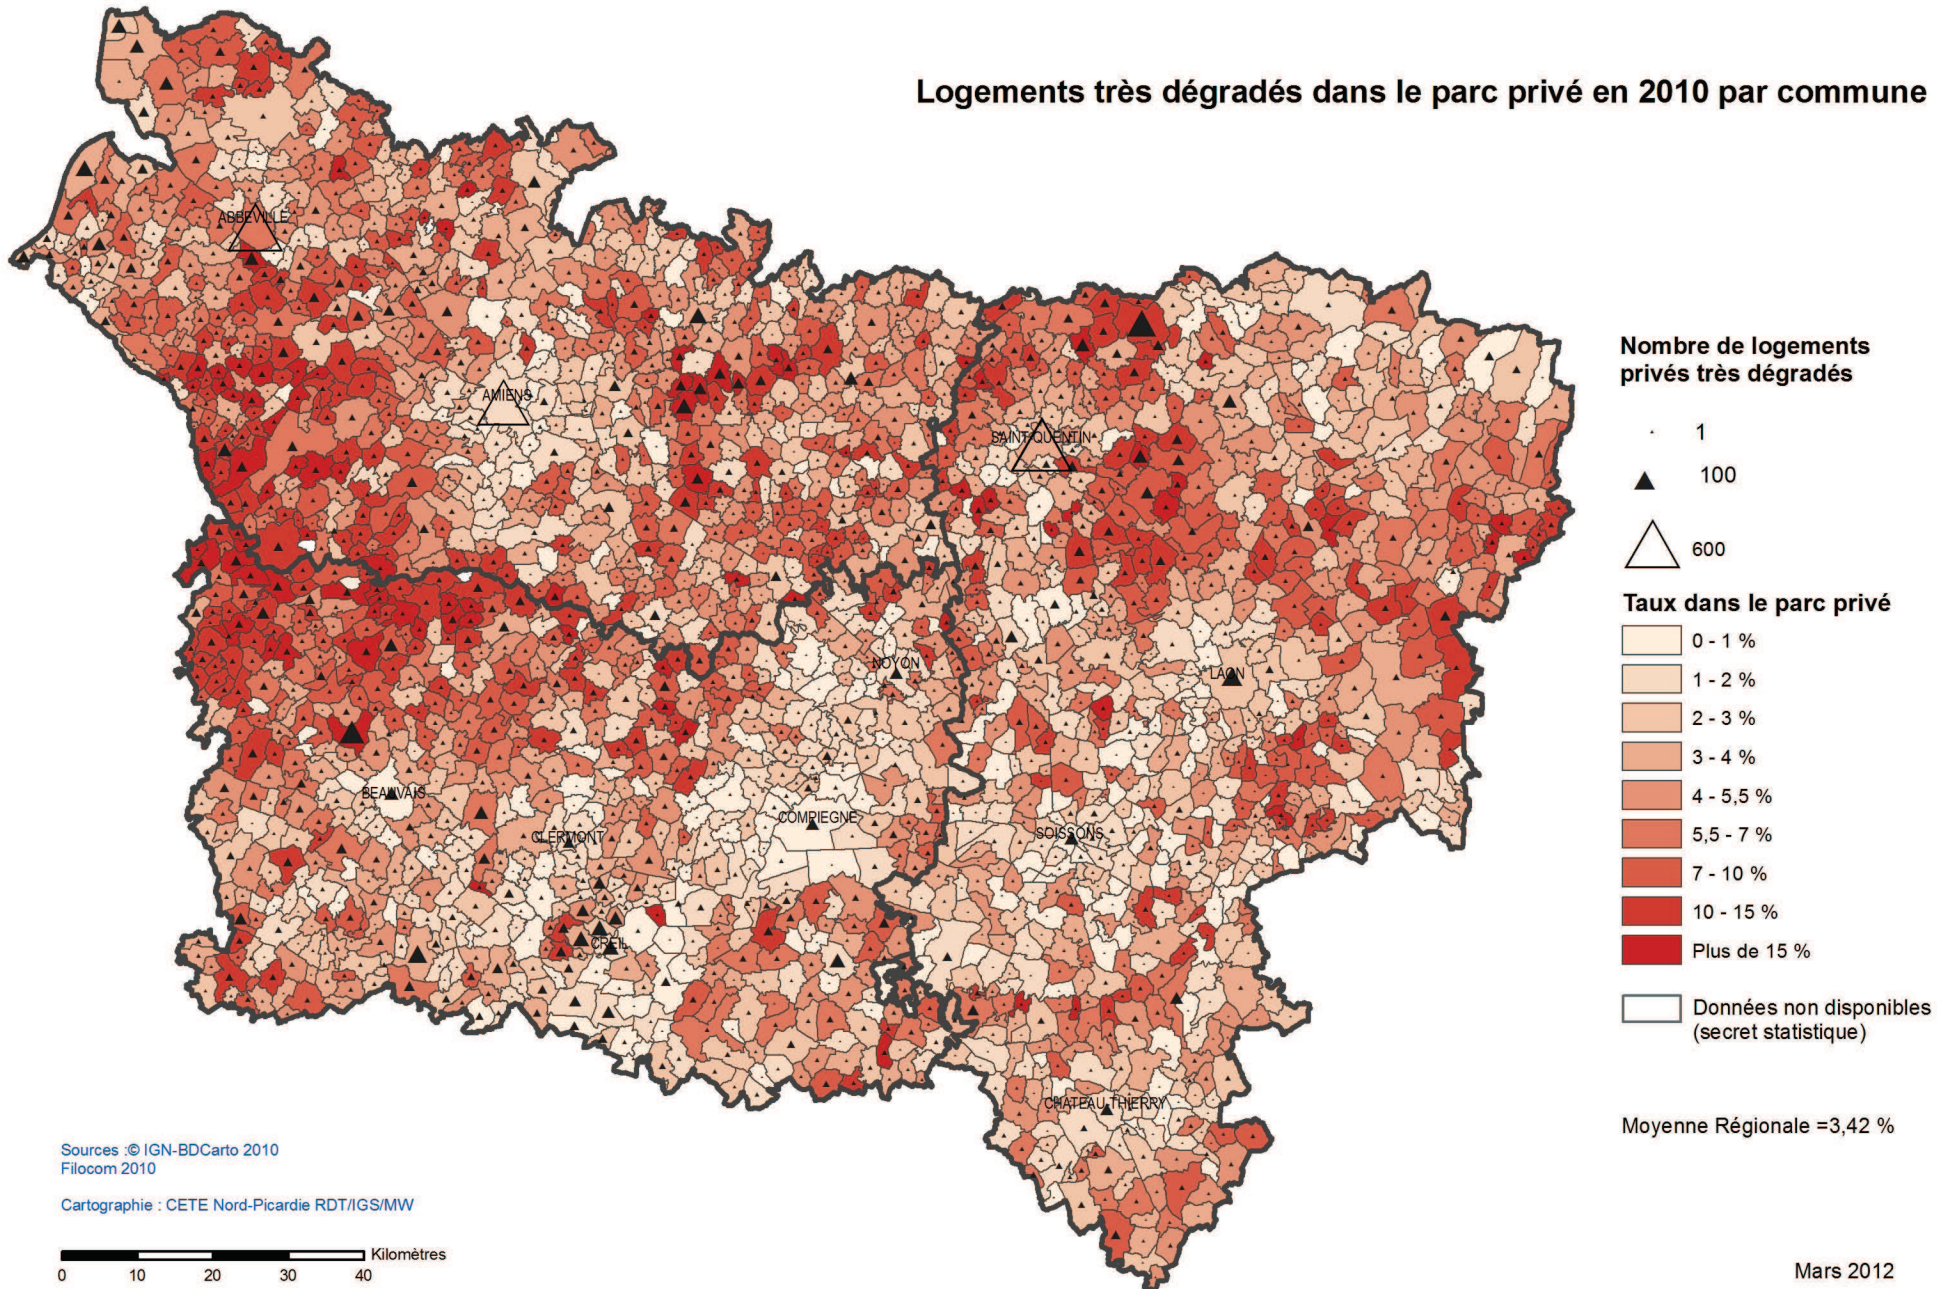 Logements très dégradés dans le parc privé en 2010 par commune
ABBEVILLE
AMIENS
SAINT-QUENTIN
NOYON
LAON
BEAUVAIS
CLERMONT
COMPIEGNE
SOISSONS
CREIL
CHATEAU-THIERRY
Nombre de logements
privés très dégradés
1
100
600
Taux dans le parc privé
0 - 1 %
1 - 2 %
2 - 3 %
3 - 4 %
4 - 5,5 %
5,5 - 7 %
7 - 10 %
10 - 15 %
Plus de 15 %
Données non disponibles
(secret statistique)
Moyenne Régionale =3,42 %
Sources :© IGN-BDCarto 2010
Filocom 2010
Cartographie : CETE Nord-Picardie RDT/IGS/MW
Kilomètres
0 10 20 30 40
Mars 2012